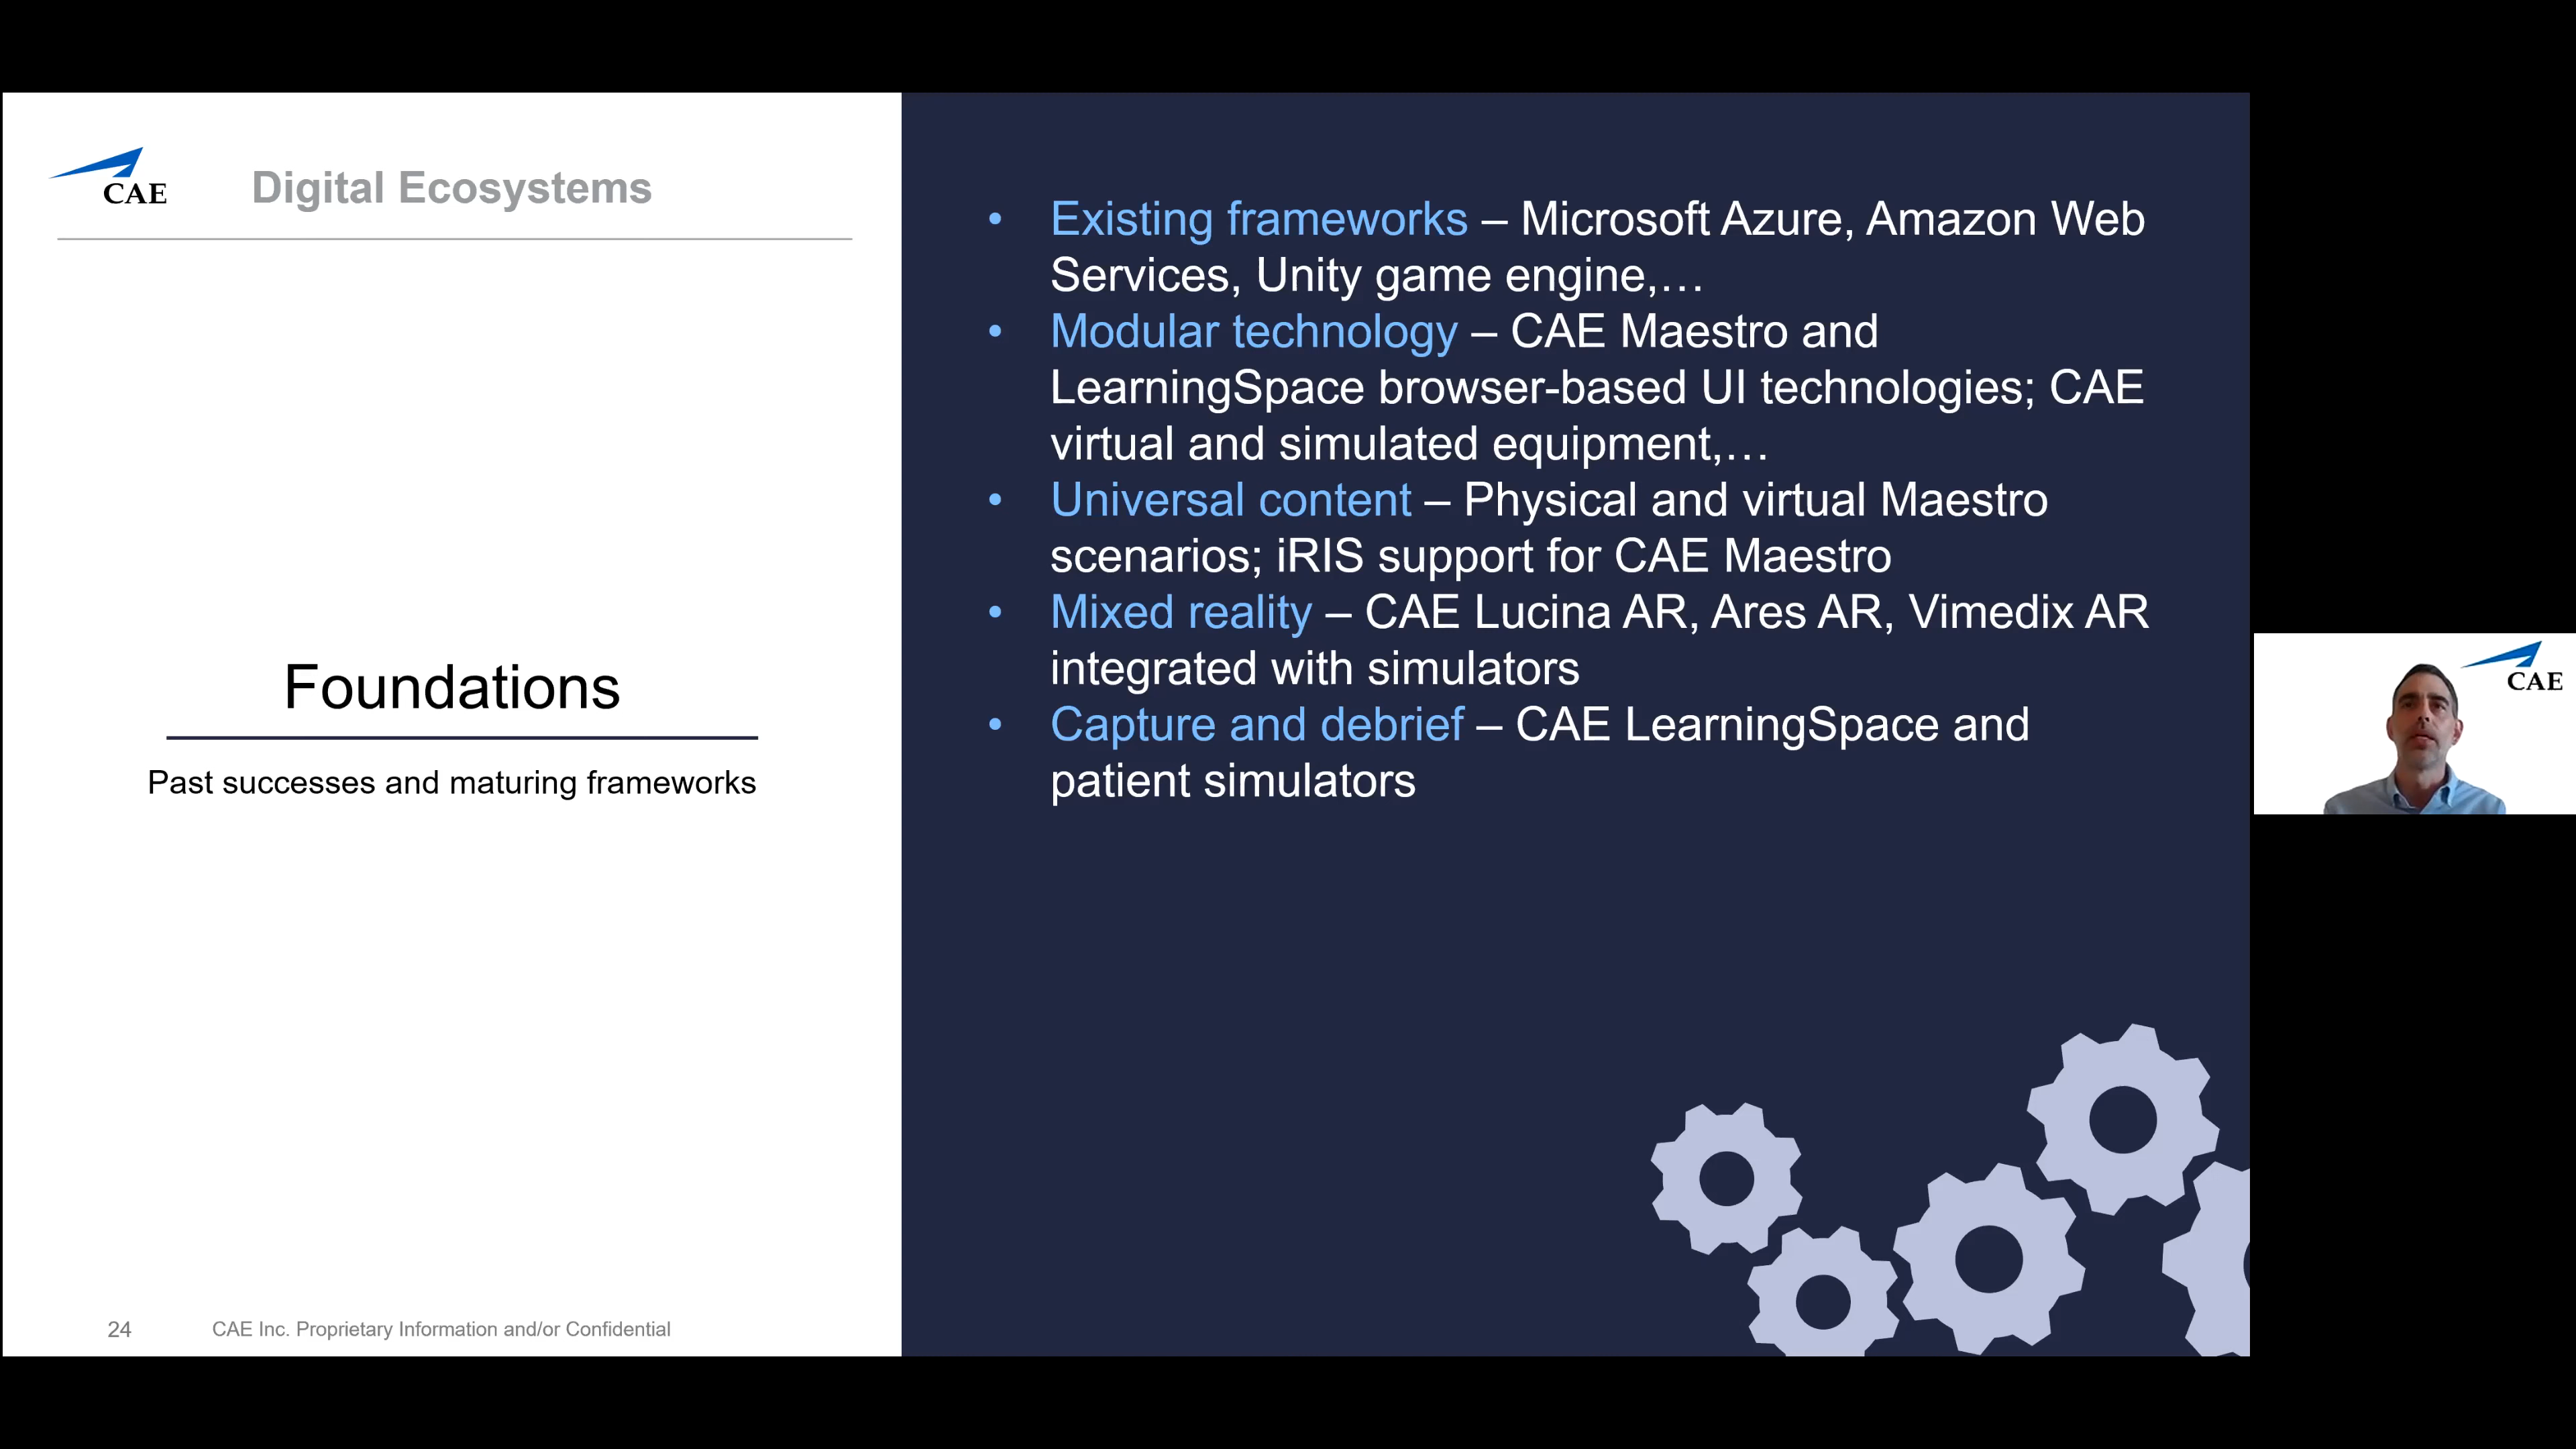 CAE
Digital Ecosystems
Foundations
Past successes and maturing frameworks
24
CAE Inc. Proprietary Information and/or Confidential
• Existing frameworks – Microsoft Azure, Amazon Web
Services, Unity game engine,…
• Modular technology – CAE Maestro and
LearningSpace browser-based UI technologies; CAE
virtual and simulated equipment,…
• Universal content – Physical and virtual Maestro
scenarios; iRIS support for CAE Maestro
• Mixed reality – CAE Lucina AR, Ares AR, Vimedix AR
integrated with simulators
• Capture and debrief – CAE LearningSpace and
patient simulators
CAE